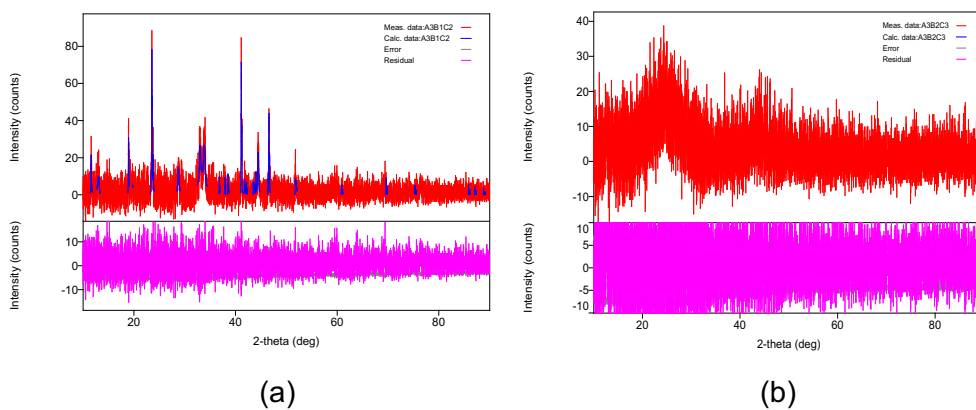 Meas. data:A3B1C2
Calc. data:A3B1C2
Error
Residual
Intensity (counts)
80
60
40
20
0
Intensity (counts)
10
0
-10
20
40
60
80
2-theta (deg)
(a)
Meas. data:A3B2C3
Calc. data:A3B2C3
Error
Residual
Intensity (counts)
40
30
20
10
0
-10
Intensity (counts)
10
5
0
-5
-10
20
40
60
80
2-theta (deg)
(b)